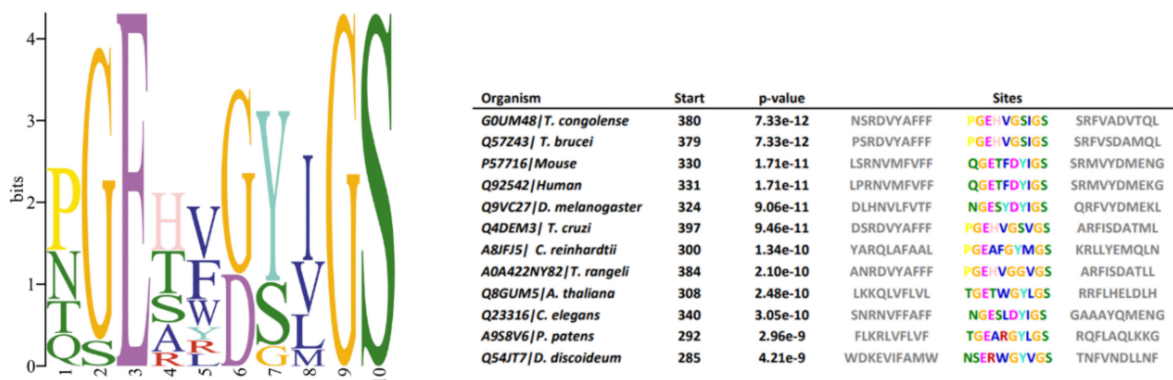 bits
4
3
2
1
0
P N T Q
G S
E
H T S A R
V F W Y R L
G D
Y S G
I V L M
G
S
1 2 3 4 5 6 7 8 9 10
Organism Start p-value Sites
G0UM48|T. congolense 380 7.33e-12 NSRDVYAFFF PGEHVGSIGS SRFVADVTQL
Q57Z43| T. brucei 379 7.33e-12 PSRDVYAFFF PGEHVGSIGS SRFVSDAMQL
P57716|Mouse 330 1.71e-11 LSRNVMFVFF QGETFDYIGS SRMVYDMENG
Q92542|Human 331 1.71e-11 LPRNVMFVFF QGETFDYIGS SRMVYDMEKG
Q9VC27|D. melanogaster 324 9.06e-11 DLHNVLFVTF NGESYDYIGS QRFVYDMEKL
Q4DEM3| T. cruzi 397 9.46e-11 DSRDVYAFFF PGEHVGSVGS ARFISDATML
A8JFJ5| C. reinhardtii 300 1.34e-10 YARQLAFAAL PGEAFGYMGS KRLLYEMQLN
A0A422NY82|T. rangeli 384 2.10e-10 ANRDVYAFFF PGEHVGGVGS ARFISDATLL
Q8GUM5|A. thaliana 308 2.48e-10 LKKQLVFLVL TGETWGYLGS RRFLHELDLH
Q23316|C. elegans 340 3.05e-10 SNRNVFFAFF NGESLDYIGS GAAAYQMENG
A9S8V6|P. patens 292 2.96e-9 FLKRLVFLVF TGEARGYLGS RQFLAQLKKG
Q54JT7|D. discoideum 285 4.21e-9 WDKEVIFAMW NSERWGYVGS TNFVNDLLNF